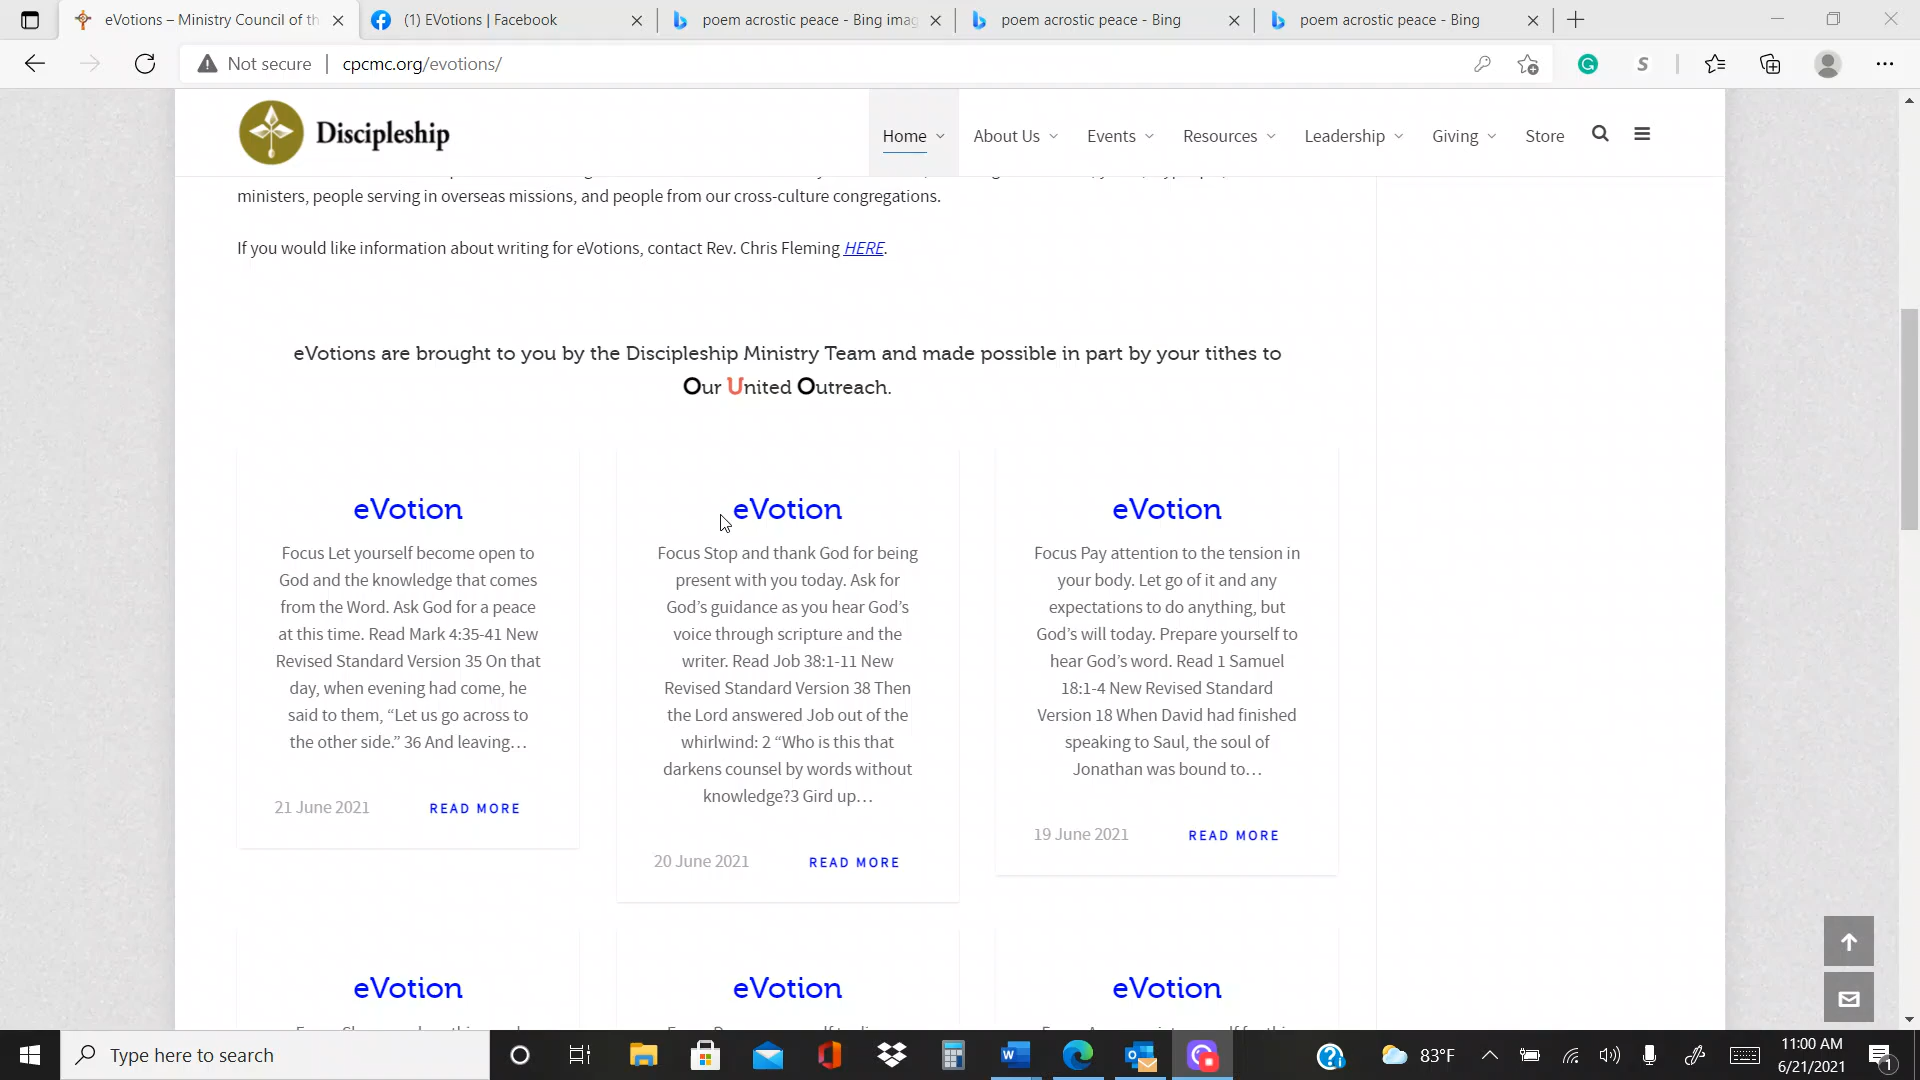 eVotions – Ministry Council of th
(1) EVotions | Facebook
poem acrostic peace - Bing imag
poem acrostic peace - Bing
poem acrostic peace - Bing
Not secure
cpcmc.org/evotions/
Discipleship
Home
About Us
Events
Resources
Leadership
Giving
Store
ministers, people serving in overseas missions, and people from our cross-culture congregations.
If you would like information about writing for eVotions, contact Rev. Chris Fleming HERE.
eVotions are brought to you by the Discipleship Ministry Team and made possible in part by your tithes to
Our United Outreach.
eVotion
Focus Let yourself become open to
God and the knowledge that comes
from the Word. Ask God for a peace
at this time. Read Mark 4:35-41 New
Revised Standard Version 35 On that
day, when evening had come, he
said to them, “Let us go across to
the other side.” 36 And leaving…
21 June 2021
READ MORE
eVotion
Focus Stop and thank God for being
present with you today. Ask for
God’s guidance as you hear God’s
voice through scripture and the
writer. Read Job 38:1-11 New
Revised Standard Version 38 Then
the Lord answered Job out of the
whirlwind: 2 “Who is this that
darkens counsel by words without
knowledge?3 Gird up…
20 June 2021
READ MORE
eVotion
Focus Pay attention to the tension in
your body. Let go of it and any
expectations to do anything, but
God’s will today. Prepare yourself to
hear God’s word. Read 1 Samuel
18:1-4 New Revised Standard
Version 18 When David had finished
speaking to Saul, the soul of
Jonathan was bound to…
19 June 2021
READ MORE
eVotion
eVotion
eVotion
Type here to search
83°F
11:00 AM
6/21/2021
1